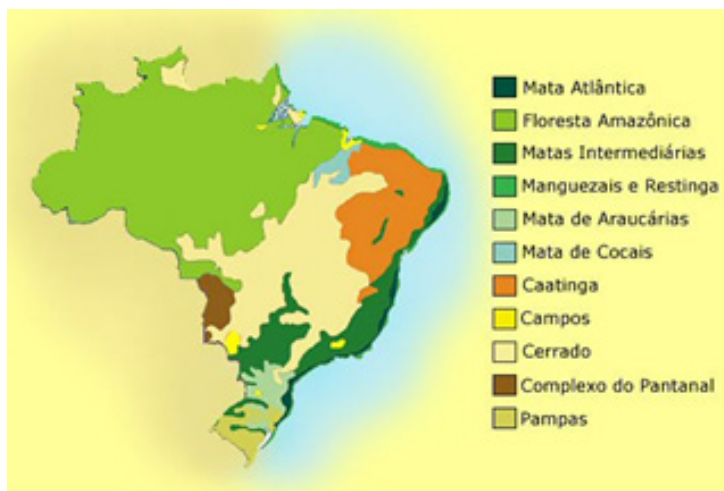 Mata Atlântica
Floresta Amazônica
Matas Intermediárias
Manguezais e Restinga
Mata de Araucárias
Mata de Cocais
Caatinga
Campos
Cerrado
Complexo do Pantanal
Pampas